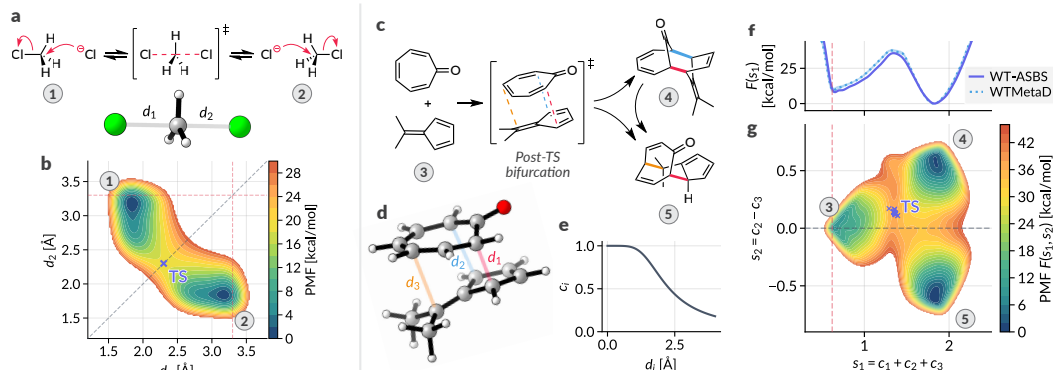 a
Cl
H
H
H
⊖
Cl
Cl
H
H
H
Cl
‡
Cl
⊖
H
H
H
Cl
1
2
d1
d2
b
1
2
TS
3.5
3.0
2.5
2.0
1.5
d2 [Å]
1.5
2.1
2.7
3.3
28
24
20
16
12
8
4
0
PMF [kcal/mol]
c
O
+
3
O
‡
Post-TS
bifurcation
O
4
O
H
H
5
d
d1
d2
d3
e
1.0
0.5
0.0
ci
0.0
2.5
di [Å]
f
F(s1)
[kcal/mol]
25
0
WT-ASBS
WTMetaD
g
4
3
TS
5
0.5
0.0
−0.5
s2 = c2 − c3
1
2
s1 = c1 + c2 + c3
42
36
30
24
18
12
6
0
PMF F(s1, s2) [kcal/mol]